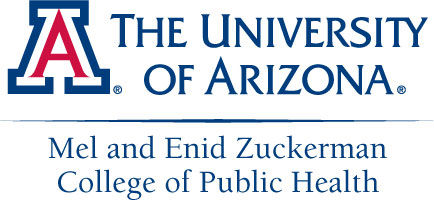 A® THE UNIVERSITY
OF ARIZONA®
Mel and Enid Zuckerman
College of Public Health